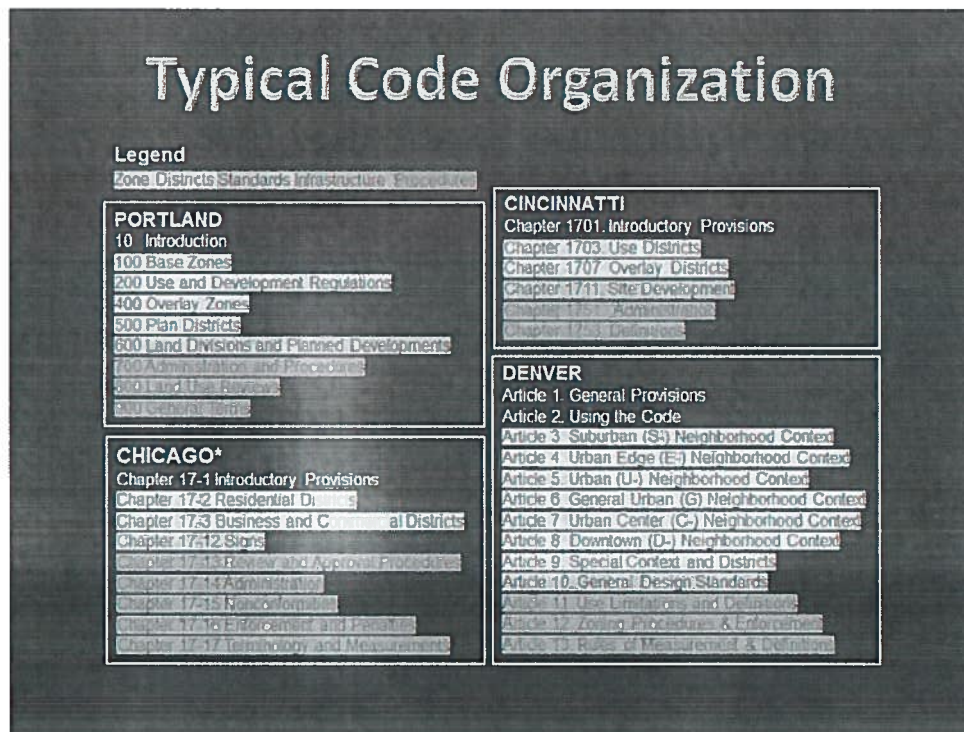 Typical Code Organization
Legend
Zone Districts Standards Infrastructure Procedures
PORTLAND
10 Introduction
100 Base Zones
200 Use and Development Regulations
400 Overlay Zones
500 Plan Districts
600 Land Divisions and Planned Developments
700 Administration and Procedures
800 Land Use Reviews
900 General Terms
CHICAGO*
Chapter 17-1 Introductory Provisions
Chapter 17-2 Residential
Chapter 17-3 Business and Districts
Chapter 17-12 Signs
Chapter 17-13 Review and Approval Procedures
Chapter 17-14 Administration
Chapter 17-15 Nonconformities
Chapter 17-16 Enforcement and Penalties
Chapter 17-17 Terminology and Measurements
CINCINNATTI
Chapter 1701. Introductory Provisions
Chapter 1703. Use Districts
Chapter 1707 Overlay Districts
Chapter 1711. Site Development
Chapter 1751. Administration
Chapter 1753. Definitions
DENVER
Article 1. General Provisions
Article 2. Using the Code
Article 3. Suburban (S-) Neighborhood Context
Article 4. Urban Edge (E-) Neighborhood Context
Article 5. Urban (U-) Neighborhood Context
Article 6. General Urban (G) Neighborhood Context
Article 7. Urban Center (C-) Neighborhood Context
Article 8. Downtown (D-) Neighborhood Context
Article 9. Special Context and Districts
Article 10. General Design Standards
Article 11. Use Limitations and Definitions
Article 12. Zoning Procedures & Enforcement
Article 13. Rules of Measurement & Definitions